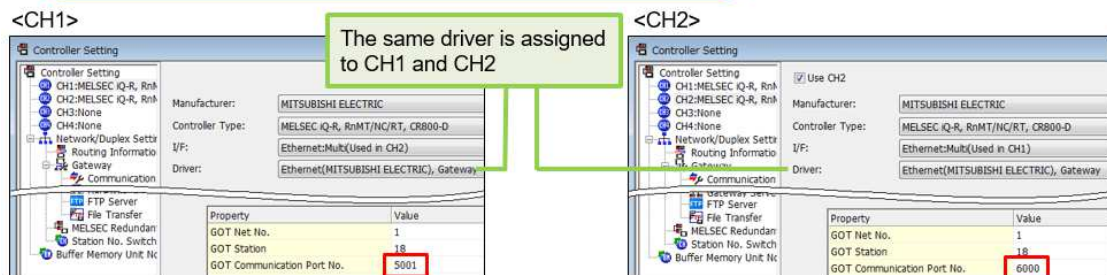 <CH1>
<CH2>
The same driver is assigned
to CH1 and CH2
Controller Setting
Controller Setting
CH1:MELSEC iQ-R, RnM
CH2:MELSEC iQ-R, RnM
CH3:None
CH4:None
Network/Duplex Settir
Routing Informatio
Gateway
Communication
FTP Server
File Transfer
MELSEC Redundan
Station No. Switch
Buffer Memory Unit No
Manufacturer:
MITSUBISHI ELECTRIC
Controller Type:
MELSEC iQ-R, RnMT/NC/RT, CR800-D
I/F:
Ethernet:Multi(Used in CH2)
Driver:
Ethernet(MITSUBISHI ELECTRIC), Gateway
Property Value
GOT Net No. 1
GOT Station 18
GOT Communication Port No. 5001
Controller Setting
Controller Setting
CH1:MELSEC iQ-R, RnM
CH2:MELSEC iQ-R, RnM
CH3:None
CH4:None
Network/Duplex Settir
Routing Informatio
Gateway
Communication
FTP Server
File Transfer
MELSEC Redundan
Station No. Switch
Buffer Memory Unit No
Use CH2
Manufacturer:
MITSUBISHI ELECTRIC
Controller Type:
MELSEC iQ-R, RnMT/NC/RT, CR800-D
I/F:
Ethernet:Multi(Used in CH1)
Driver:
Ethernet(MITSUBISHI ELECTRIC), Gateway
Property Value
GOT Net No. 1
GOT Station 18
GOT Communication Port No. 6000